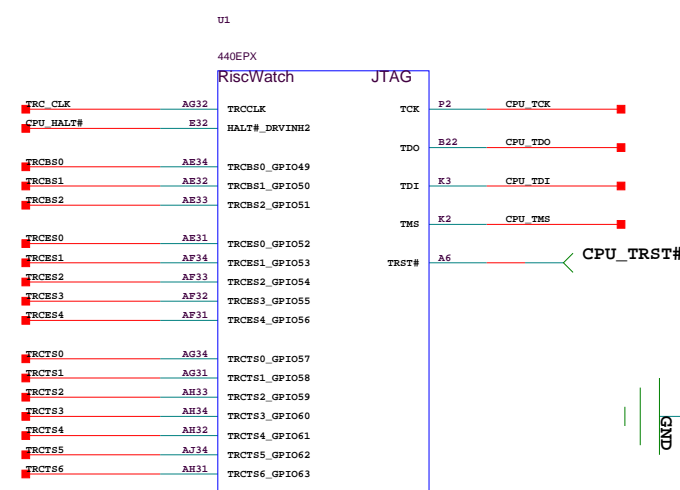 U1
440EPX
RiscWatch JTAG
TRC_CLK AG32 TRCCLK TCK P2 CPU_TCK
CPU_HALT# E32 HALT#_DRVINH2
TDO B22 CPU_TDO
TRCBS0 AE34 TRCBS0_GPIO49
TRCBS1 AE32 TRCBS1_GPIO50 TDI K3 CPU_TDI
TRCBS2 AE33 TRCBS2_GPIO51
TMS K2 CPU_TMS
TRCES0 AE31 TRCES0_GPIO52
TRCES1 AF34 TRCES1_GPIO53 TRST# A6 CPU_TRST#
TRCES2 AF33 TRCES2_GPIO54
TRCES3 AF32 TRCES3_GPIO55
TRCES4 AF31 TRCES4_GPIO56
TRCTS0 AG34 TRCTS0_GPIO57
TRCTS1 AG31 TRCTS1_GPIO58
TRCTS2 AH33 TRCTS2_GPIO59
TRCTS3 AH34 TRCTS3_GPIO60
TRCTS4 AH32 TRCTS4_GPIO61
TRCTS5 AJ34 TRCTS5_GPIO62
TRCTS6 AH31 TRCTS6_GPIO63
GND